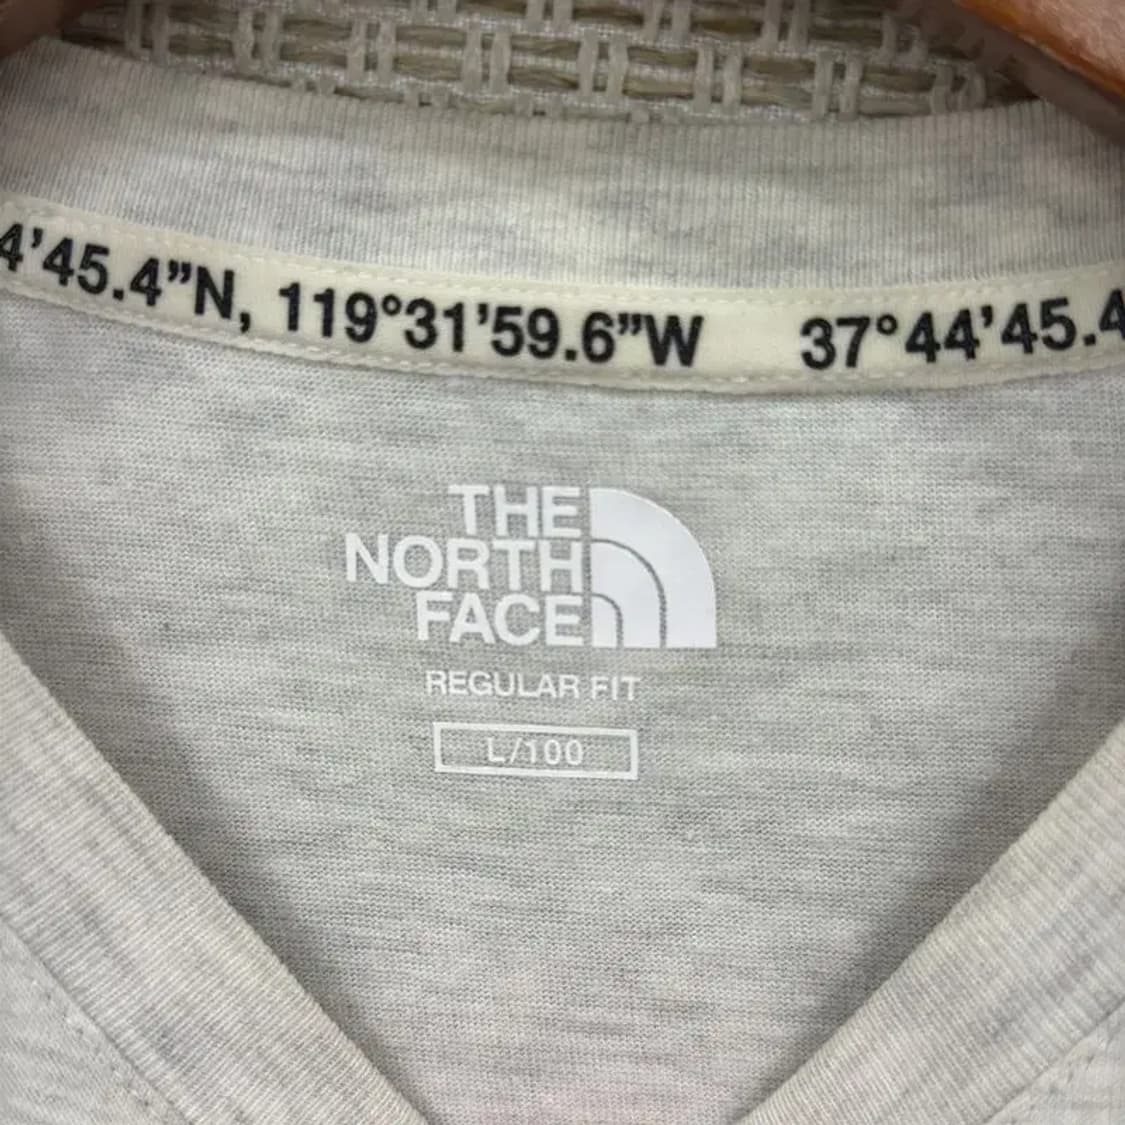 4’45.4”N, 119°31’59.6”W 37°44’45.4
THE
NORTH
FACE
REGULAR FIT
L/100